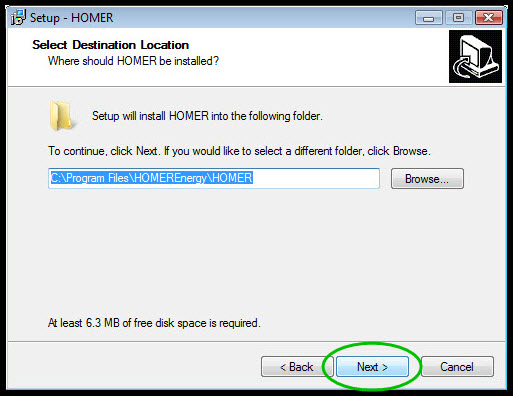 Setup - HOMER
Select Destination Location
Where should HOMER be installed?
Setup will install HOMER into the following folder.
To continue, click Next. If you would like to select a different folder, click Browse.
C:\Program Files\HOMEREnergy\HOMER
Browse...
At least 6.3 MB of free disk space is required.
< Back
Next >
Cancel